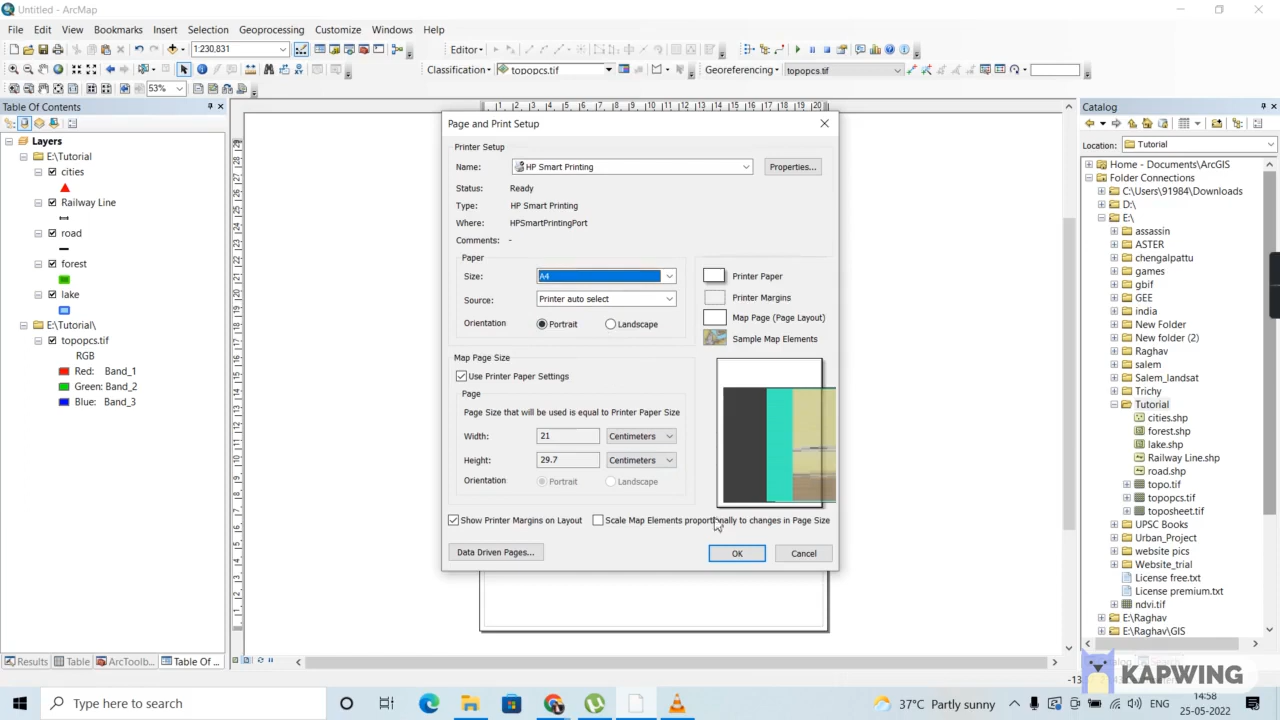 Untitled - ArcMap
File Edit View Bookmarks Insert Selection Geoprocessing Customize Windows Help
1:230,831 Editor
Classification topopcs.tif Georeferencing topopcs.tif
53%
Table Of Contents
Layers
E:\Tutorial
cities
Railway Line
road
forest
lake
E:\Tutorial\
topopcs.tif
RGB
Red: Band_1
Green: Band_2
Blue: Band_3
Results Table ArcToolb... Table Of ...
Page and Print Setup
Printer Setup
Name: HP Smart Printing Properties...
Status: Ready
Type: HP Smart Printing
Where: HPSmartPrintingPort
Comments: -
Paper
Size: A4
Source: Printer auto select
Orientation Portrait Landscape
Printer Paper
Printer Margins
Map Page (Page Layout)
Sample Map Elements
Map Page Size
Use Printer Paper Settings
Page
Page Size that will be used is equal to Printer Paper Size
Width: 21 Centimeters
Height: 29.7 Centimeters
Orientation Portrait Landscape
Show Printer Margins on Layout Scale Map Elements proportionally to changes in Page Size
Data Driven Pages... OK Cancel
Catalog
Location: Tutorial
Home - Documents\ArcGIS
Folder Connections
C:\Users\91984\Downloads
D:\
E:\
assassin
ASTER
chengalpattu
games
gbif
GEE
india
New Folder
New folder (2)
Raghav
salem
Salem_landsat
Trichy
Tutorial
cities.shp
forest.shp
lake.shp
Railway Line.shp
road.shp
topo.tif
topopcs.tif
toposheet.tif
UPSC Books
Urban_Project
website pics
Website_trial
License free.txt
License premium.txt
ndvi.tif
E:\Raghav
E:\Raghav\GIS
KAPWING
Type here to search
37°C Partly sunny ENG
14:58
25-05-2022